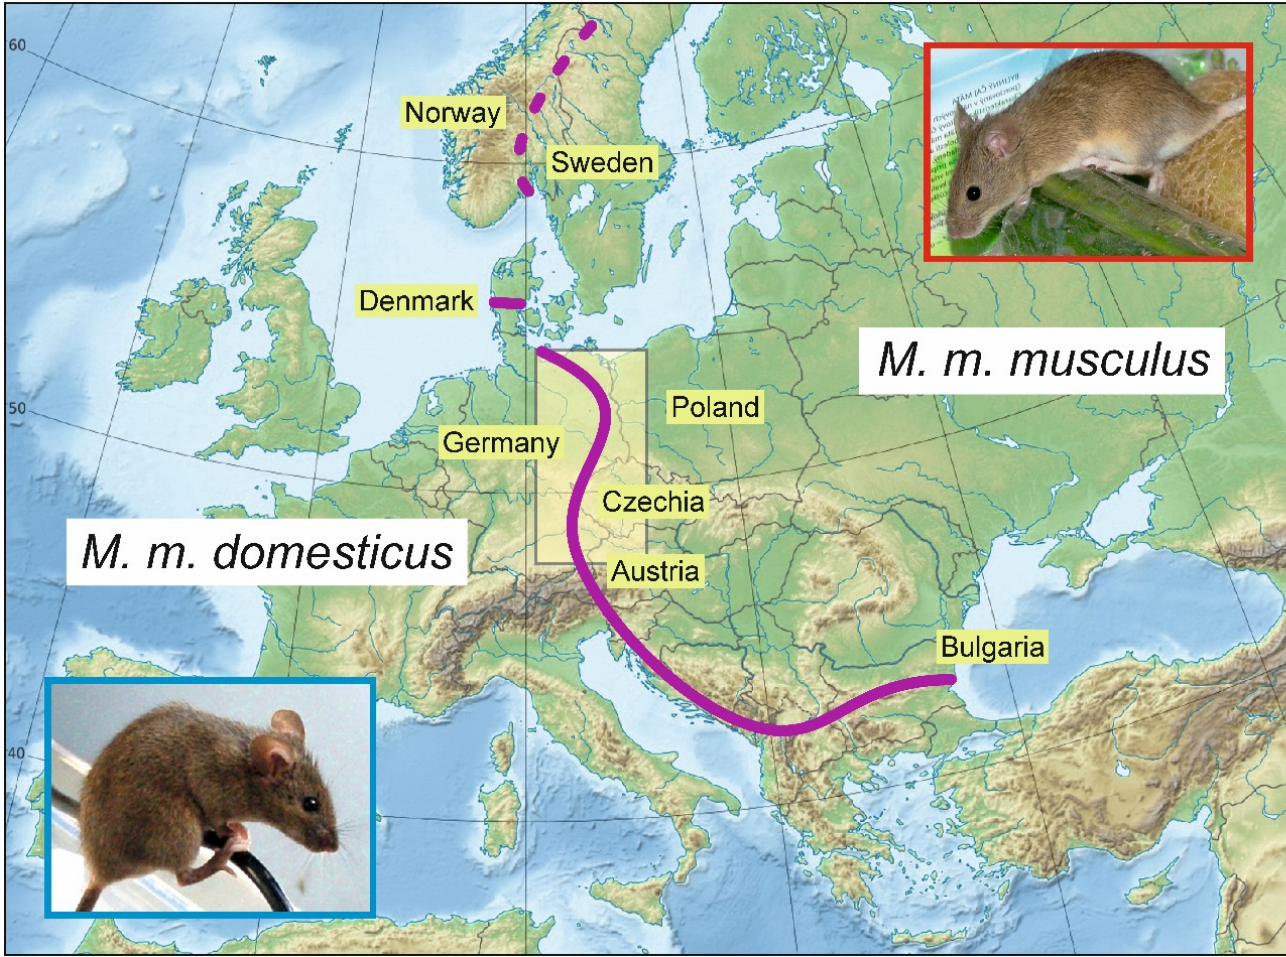 60
Norway
Sweden
Denmark
M. m. musculus
50
Poland
Germany
Czechia
M. m. domesticus
Austria
Bulgaria
40